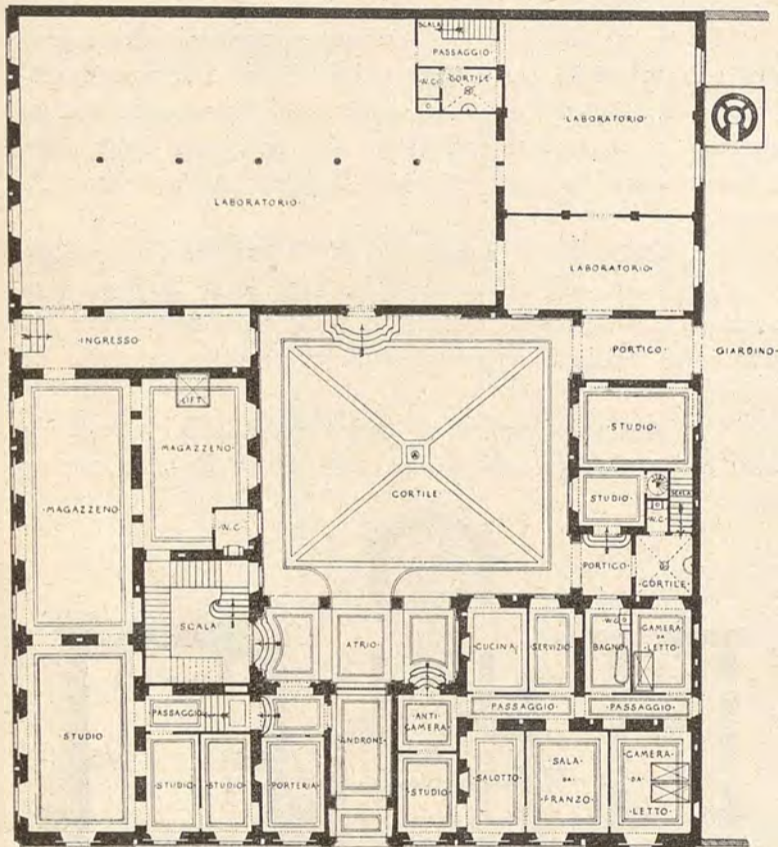 SCALA
PASSAGGIO
W.C.
CORTILE
LABORATORIO
LABORATORIO
LABORATORIO
INGRESSO
PORTICO
GIARDINO
LIFT
MAGAZZENO
STUDIO
MAGAZZENO
CORTILE
STUDIO
SCALA
W.C.
W.C.
PORTICO
CORTILE
SCALA
ATRIO
CUCINA
SERVIZIO
W.C.
BAGNO
CAMERA
DA
LETTO
PASSAGGIO
PASSAGGIO
PASSAGGIO
ANTI
CAMERA
STUDIO
ANDRONE
STUDIO
STUDIO
PORTERIA
STUDIO
SALOTTO
SALA
DA
PRANZO
CAMERA
DA
LETTO